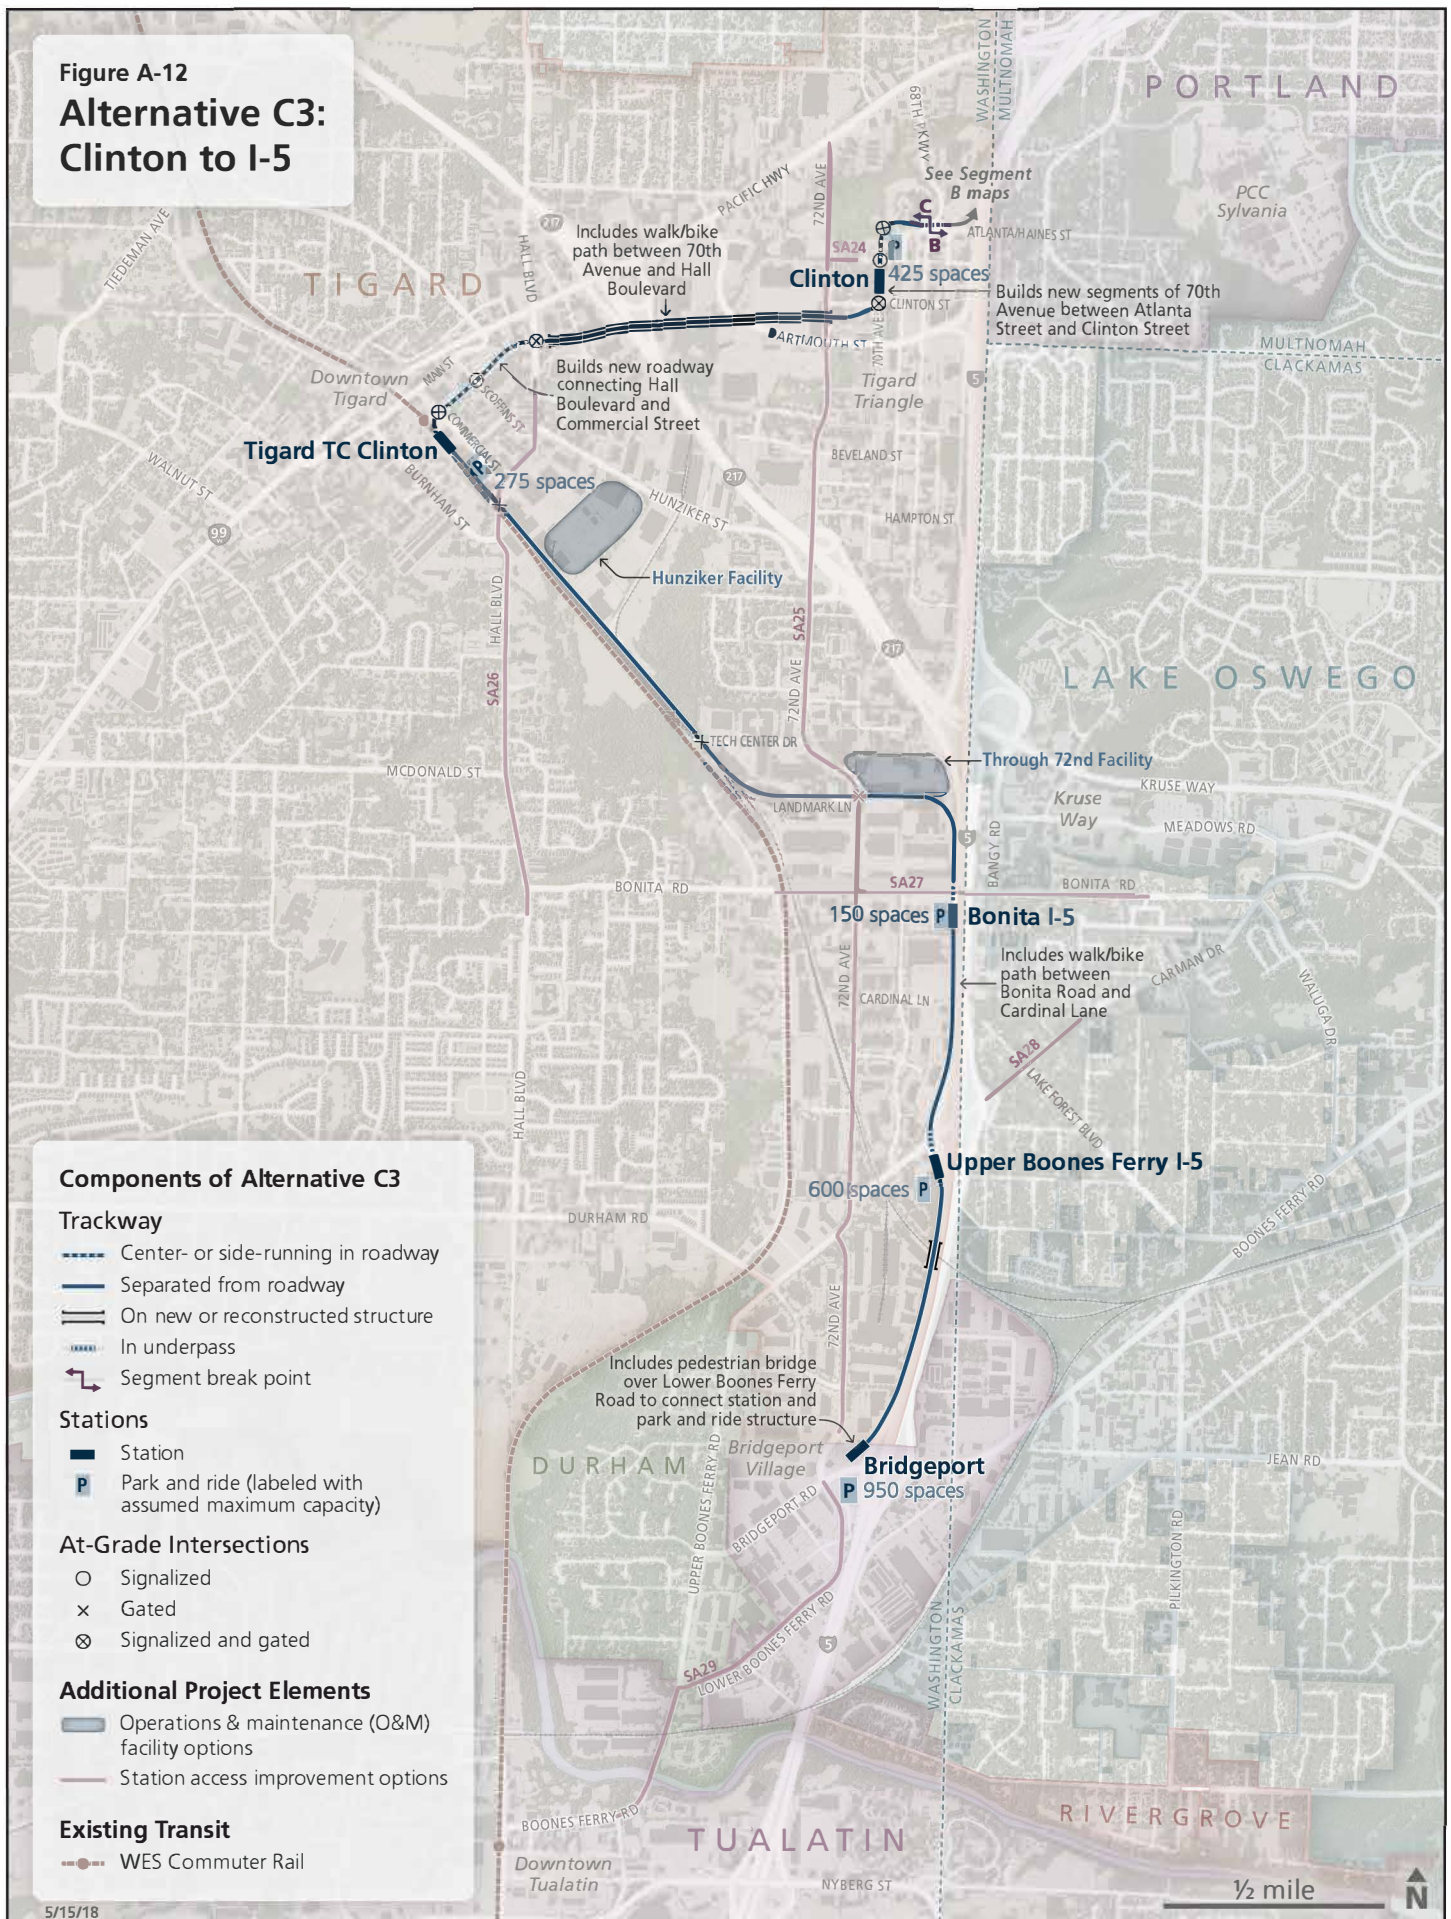 Figure A-12
Alternative C3:
Clinton to I-5
WASHINGTON
MULTNOMAH
PORTLAND
68TH PKWY
PACIFIC HWY
72ND AVE
See Segment
B maps
PCC
Sylvania
C
B
ATLANTA/HAINES ST
TIEDEMAN AVE
217
HALL BLVD
Includes walk/bike
path between 70th
Avenue and Hall
Boulevard
SA24
P
TIGARD
Clinton
425 spaces
CLINTON ST
Builds new segments of 70th
Avenue between Atlanta
Street and Clinton Street
DARTMOUTH ST
70TH AVE
MULTNOMAH
CLACKAMAS
MAIN ST
Downtown
Tigard
SCOFFINS ST
Builds new roadway
connecting Hall
Boulevard and
Commercial Street
Tigard
Triangle
5
COMMERCIAL ST
Tigard TC Clinton
P
275 spaces
BEVELAND ST
WALNUT ST
BURNHAM ST
217
HUNZIKER ST
HAMPTON ST
99
W
Hunziker Facility
HALL BLVD
SA25
217
SA26
72ND AVE
LAKE OSWEGO
TECH CENTER DR
Through 72nd Facility
MCDONALD ST
KRUSE WAY
Kruse
Way
LANDMARK LN
MEADOWS RD
5
BANGY RD
BONITA RD
SA27
BONITA RD
150 spaces
P
Bonita I-5
72ND AVE
Includes walk/bike
path between
Bonita Road and
Cardinal Lane
CARMAN DR
WALUGA DR
CARDINAL LN
SA28
LAKE FOREST BLVD
HALL BLVD
Upper Boones Ferry I-5
600 spaces
P
DURHAM RD
BOONES FERRY RD
72ND AVE
Includes pedestrian bridge
over Lower Boones Ferry
Road to connect station and
park and ride structure
DURHAM
UPPER BOONES FERRY RD
Bridgeport
Village
Bridgeport
P
950 spaces
JEAN RD
BRIDGEPORT RD
PILKINGTON RD
WASHINGTON
CLACKAMAS
5
SA29
LOWER BOONES FERRY RD
BOONES FERRY RD
TUALATIN
RIVERGROVE
Downtown
Tualatin
NYBERG ST
½ mile
N
Components of Alternative C3
Trackway
Center- or side-running in roadway
Separated from roadway
On new or reconstructed structure
In underpass
Segment break point
Stations
Station
P
Park and ride (labeled with
assumed maximum capacity)
At-Grade Intersections
Signalized
Gated
Signalized and gated
Additional Project Elements
Operations & maintenance (O&M)
facility options
Station access improvement options
Existing Transit
WES Commuter Rail
5/15/18